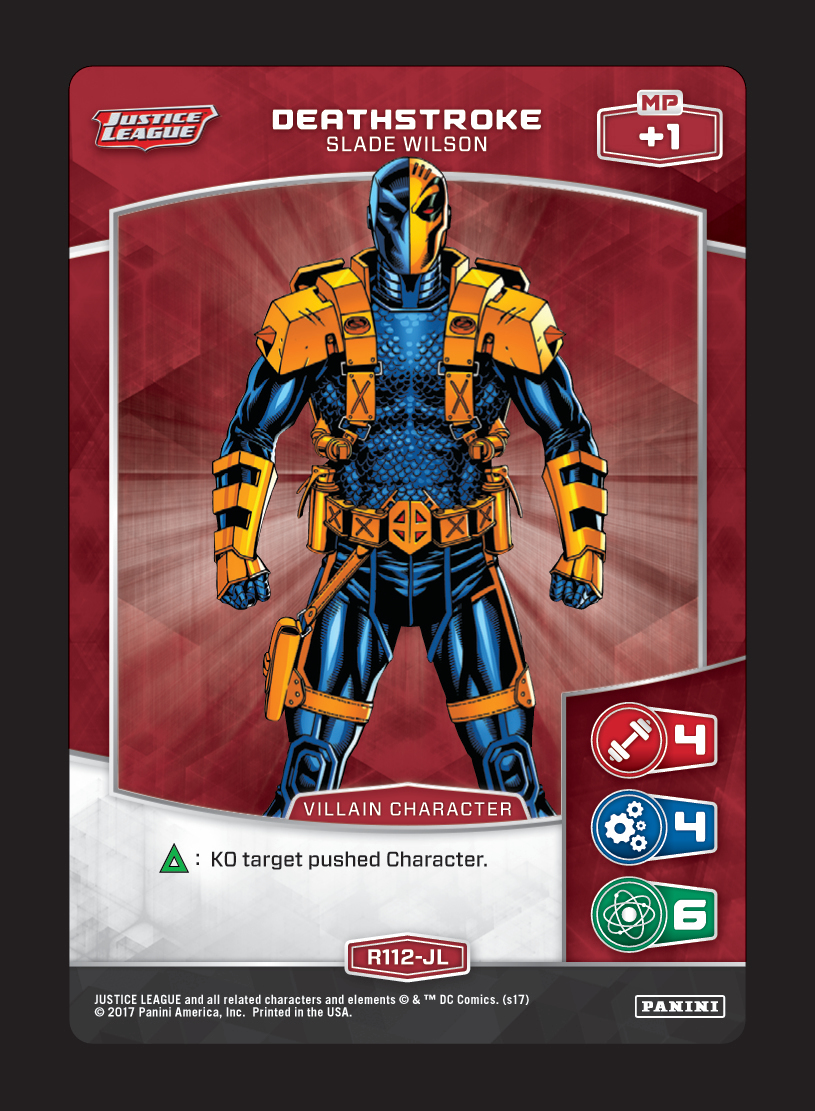 JUSTICE
LEAGUE
DEATHSTROKE
SLADE WILSON
MP
+1
4
4
6
VILLAIN CHARACTER
: KO target pushed Character.
R112-JL
JUSTICE LEAGUE and all related characters and elements © & ™ DC Comics. (s17)
© 2017 Panini America, Inc. Printed in the USA.
PANINI